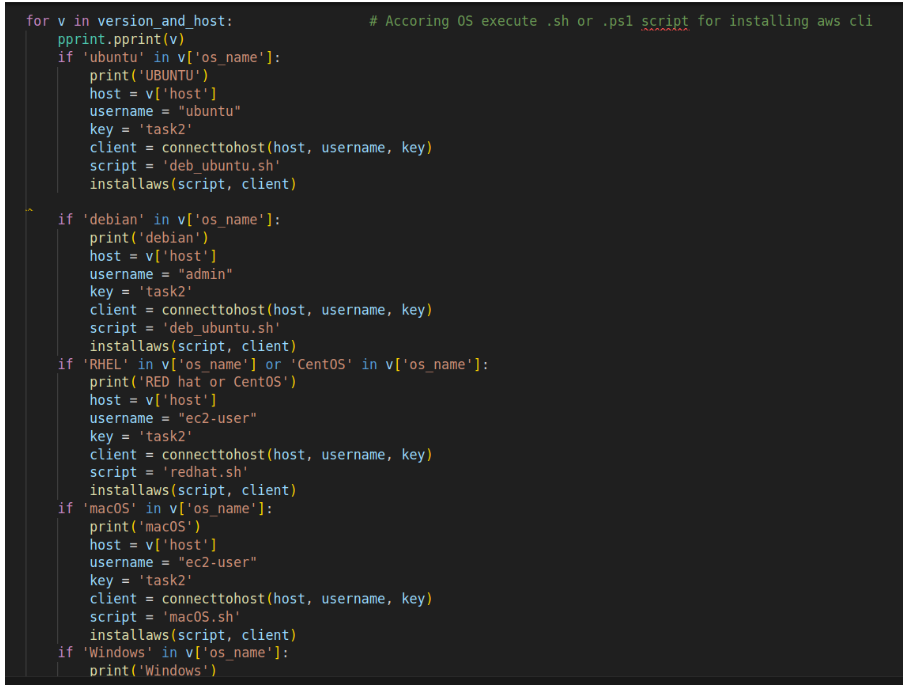 for v in version_and_host:                 # Accoring OS execute .sh or .ps1 script for installing aws cli
    pprint.pprint(v)
    if 'ubuntu' in v['os_name']:
        print('UBUNTU')
        host = v['host']
        username = "ubuntu"
        key = 'task2'
        client = connecttohost(host, username, key)
        script = 'deb_ubuntu.sh'
        installaws(script, client)
    if 'debian' in v['os_name']:
        print('debian')
        host = v['host']
        username = "admin"
        key = 'task2'
        client = connecttohost(host, username, key)
        script = 'deb_ubuntu.sh'
        installaws(script, client)
    if 'RHEL' in v['os_name'] or 'CentOS' in v['os_name']:
        print('RED hat or CentOS')
        host = v['host']
        username = "ec2-user"
        key = 'task2'
        client = connecttohost(host, username, key)
        script = 'redhat.sh'
        installaws(script, client)
    if 'macOS' in v['os_name']:
        print('macOS')
        host = v['host']
        username = "ec2-user"
        key = 'task2'
        client = connecttohost(host, username, key)
        script = 'macOS.sh'
        installaws(script, client)
    if 'Windows' in v['os_name']:
        print('Windows')